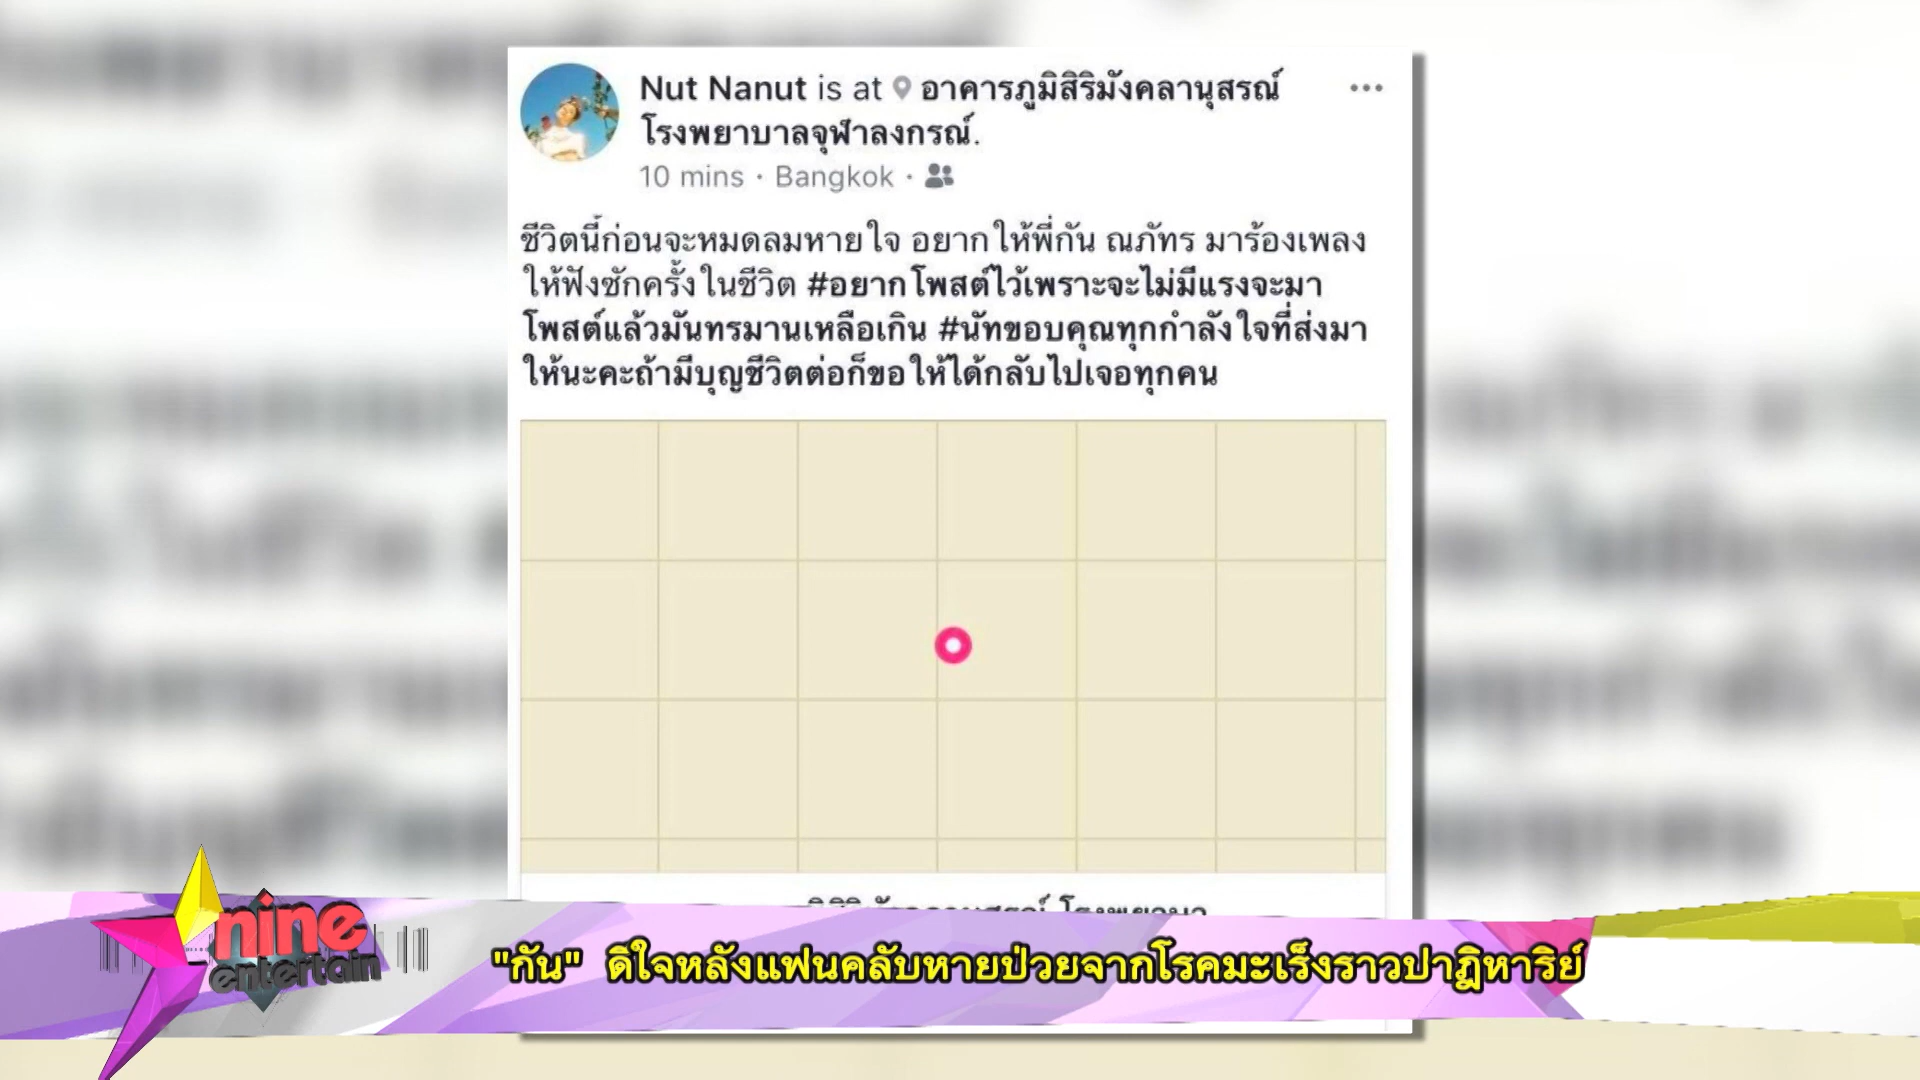 Nut Nanut is at อาคารภูมิสิริมังคลานุสรณ์
โรงพยาบาลจุฬาลงกรณ์.
10 mins · Bangkok ·
ชีวิตนี้ก่อนจะหมดลมหายใจ อยากให้พี่กัน ณภัทร มาร้องเพลง
ให้ฟังซักครั้งในชีวิต #อยากโพสต์ไว้เพราะจะไม่มีแรงจะมา
โพสต์แล้วมันทรมานเหลือเกิน #นัทขอบคุณทุกกำลังใจที่ส่งมา
ให้นะคะถ้ามีบุญชีวิตต่อก็ขอให้ได้กลับไปเจอทุกคน
nine
entertain
"กัน" ดีใจหลังแฟนคลับหายป่วยจากโรคมะเร็งราวปาฏิหาริย์